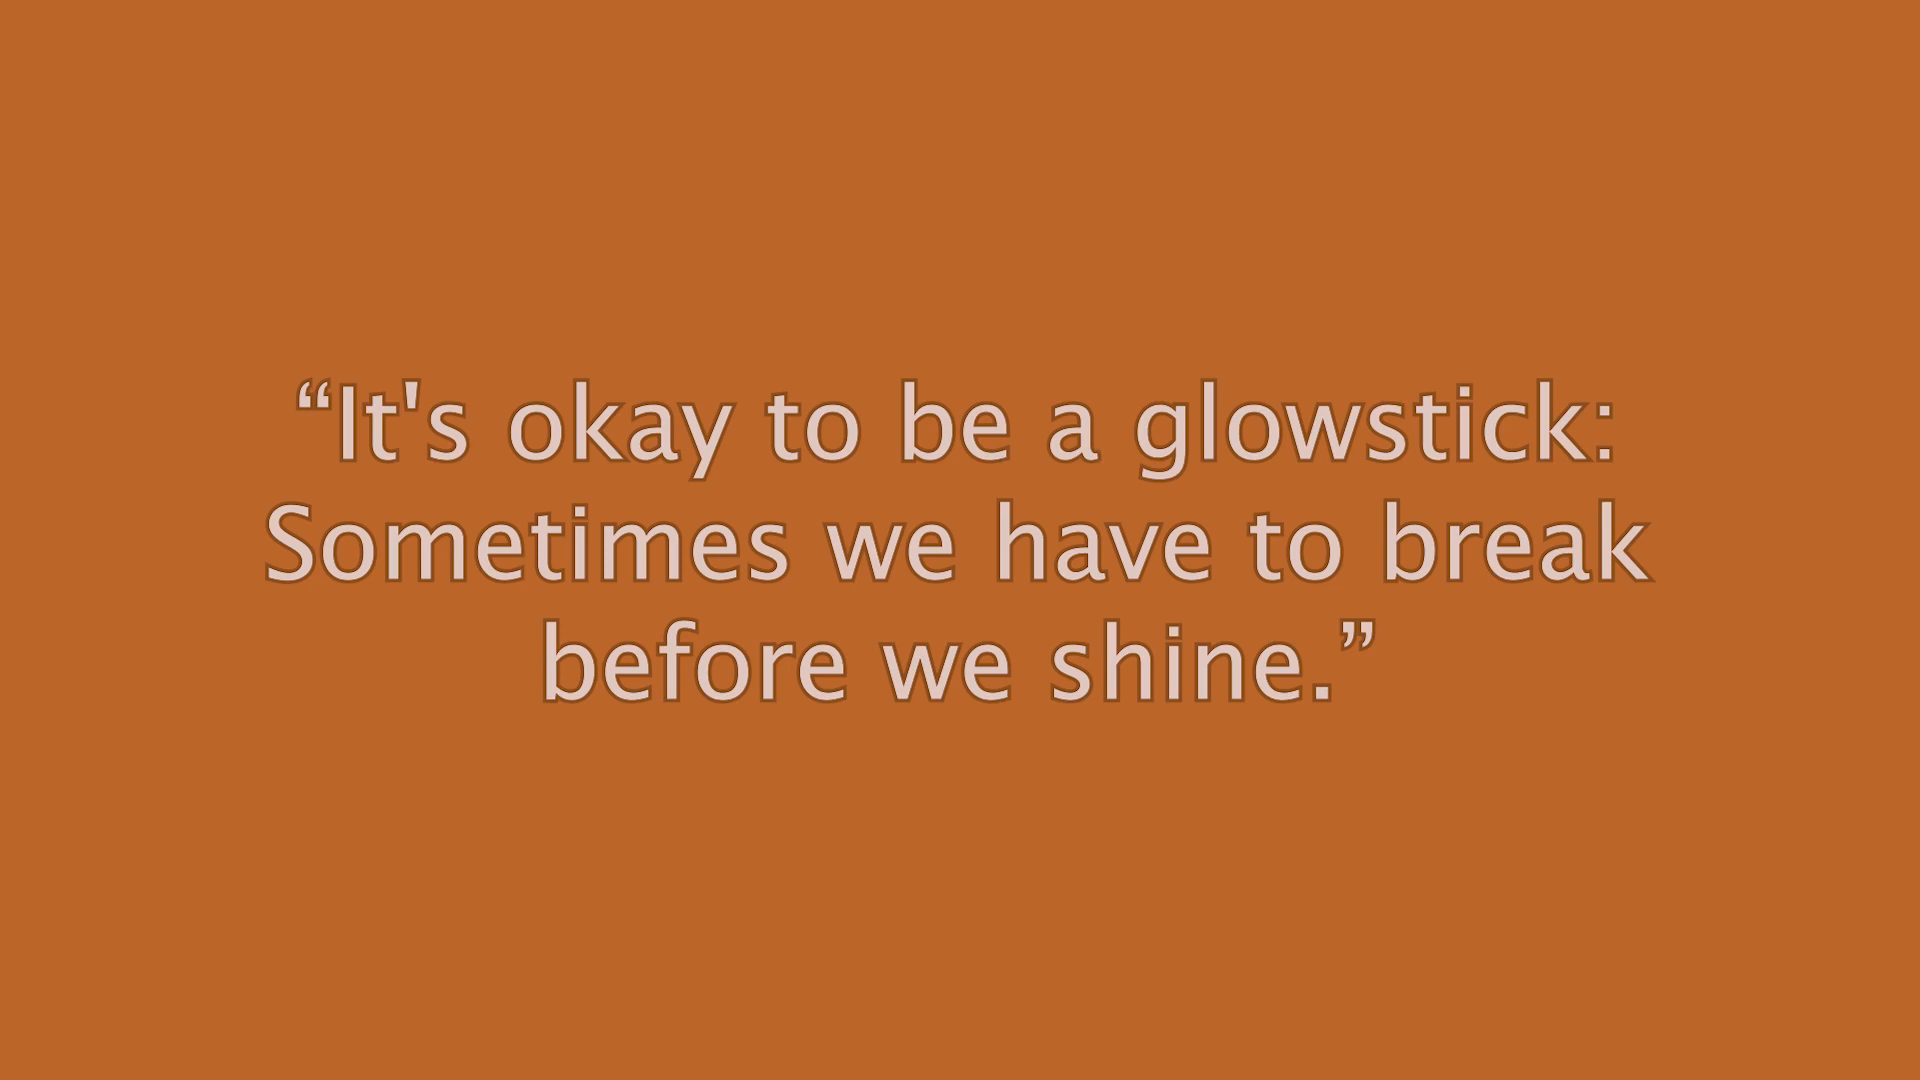 “It's okay to be a glowstick:
Sometimes we have to break
before we shine.”